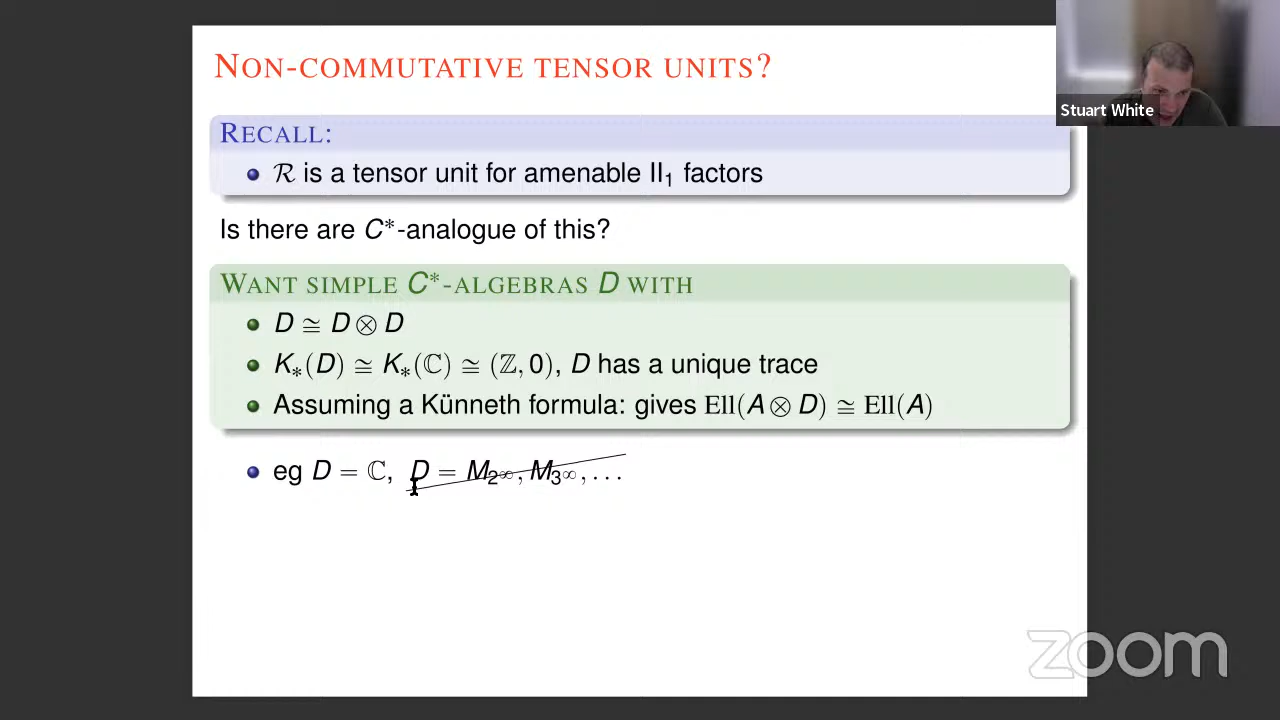 NON-COMMUTATIVE TENSOR UNITS?
Stuart White
RECALL:
ℛ is a tensor unit for amenable II₁ factors
Is there are C*-analogue of this?
WANT SIMPLE C*-ALGEBRAS D WITH
D ≅ D ⊗ D
K∗(D) ≅ K∗(ℂ) ≅ (ℤ, 0), D has a unique trace
Assuming a Künneth formula: gives Ell(A ⊗ D) ≅ Ell(A)
eg D = ℂ, D = M₂∞, M₃∞, . . .
zoom